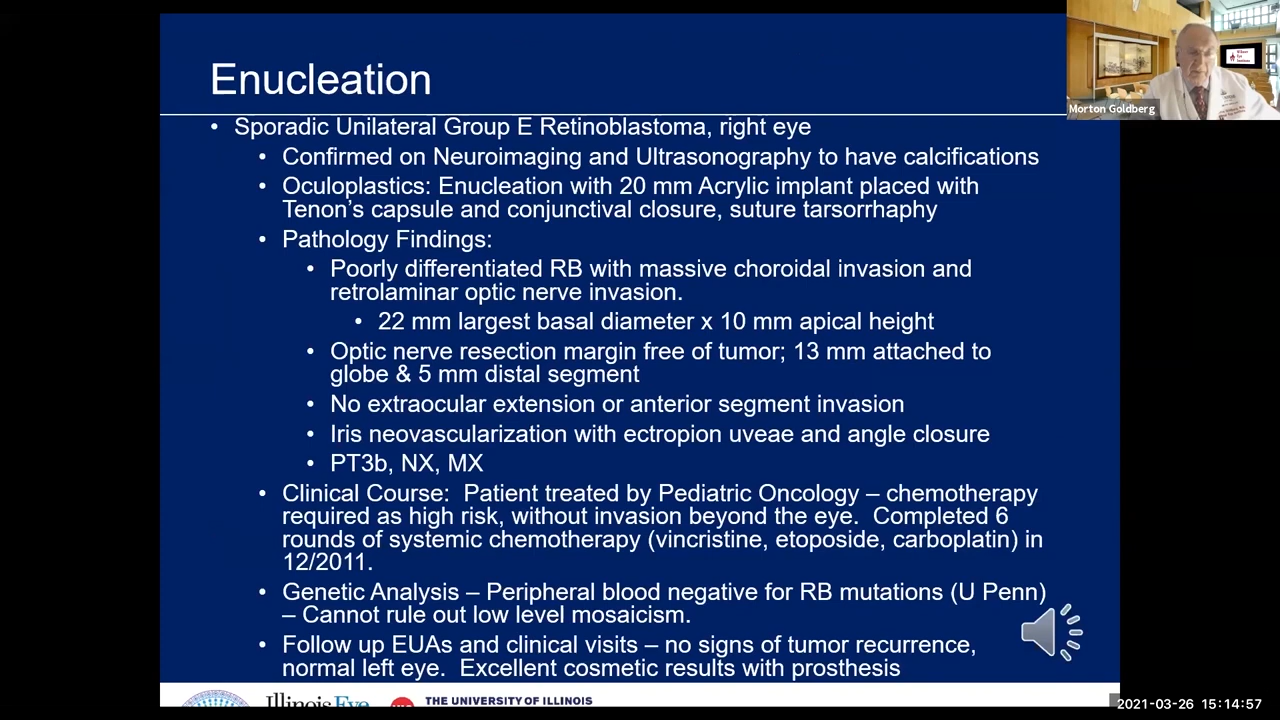 Enucleation
Morton Goldberg
• Sporadic Unilateral Group E Retinoblastoma, right eye
• Confirmed on Neuroimaging and Ultrasonography to have calcifications
• Oculoplastics: Enucleation with 20 mm Acrylic implant placed with
Tenon’s capsule and conjunctival closure, suture tarsorrhaphy
• Pathology Findings:
• Poorly differentiated RB with massive choroidal invasion and
retrolaminar optic nerve invasion.
• 22 mm largest basal diameter x 10 mm apical height
• Optic nerve resection margin free of tumor; 13 mm attached to
globe & 5 mm distal segment
• No extraocular extension or anterior segment invasion
• Iris neovascularization with ectropion uveae and angle closure
• PT3b, NX, MX
• Clinical Course: Patient treated by Pediatric Oncology – chemotherapy
required as high risk, without invasion beyond the eye. Completed 6
rounds of systemic chemotherapy (vincristine, etoposide, carboplatin) in
12/2011.
• Genetic Analysis – Peripheral blood negative for RB mutations (U Penn)
– Cannot rule out low level mosaicism.
• Follow up EUAs and clinical visits – no signs of tumor recurrence,
normal left eye. Excellent cosmetic results with prosthesis
Illinois Eye
THE UNIVERSITY OF ILLINOIS
2021-03-26 15:14:57